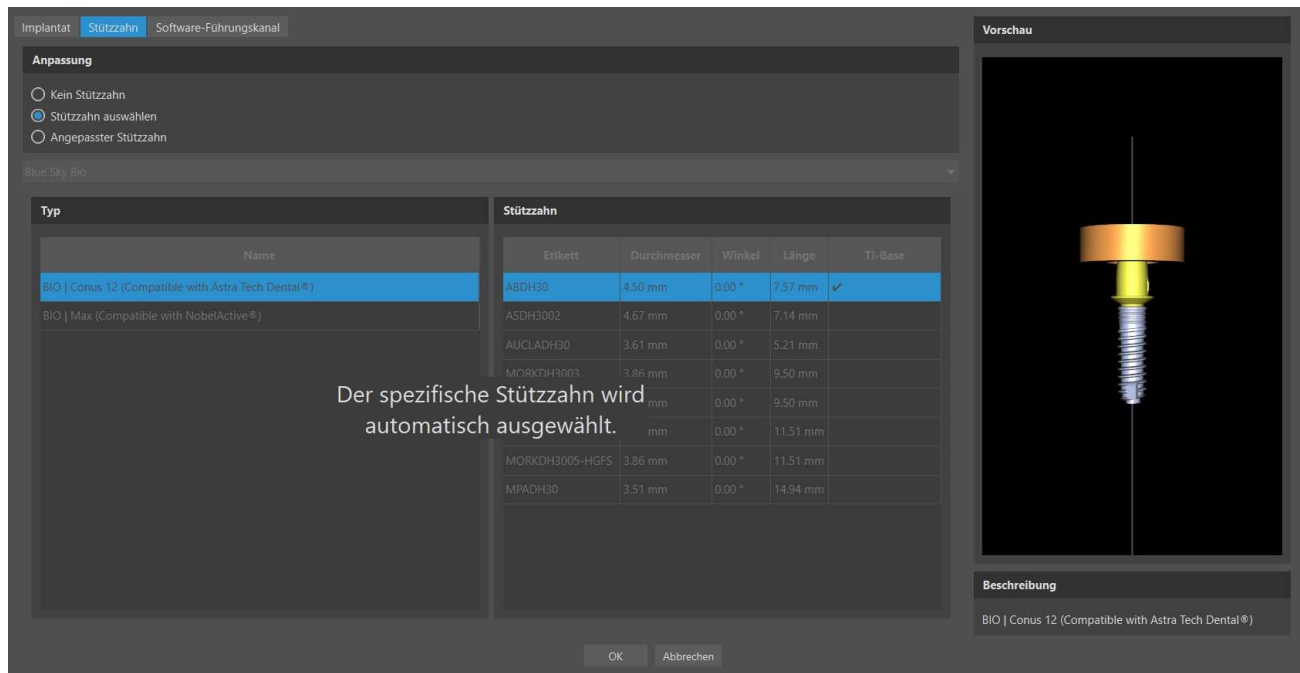 Implantat Stützzahn Software-Führungskanal
Anpassung
Kein Stützzahn
Stützzahn auswählen
Angepasster Stützzahn
Blue Sky Bio
Typ
Name
BIO | Conus 12 (Compatible with Astra Tech Dental®)
BIO | Max (Compatible with NobelActive®)
Stützzahn
Etikett Durchmesser Winkel Länge TI-Base
ABDH30 4.50 mm 0.00 ° 7.57 mm ✔
ASDH3002 4.67 mm 0.00 ° 7.14 mm
AUCLADH30 3.61 mm 0.00 ° 5.21 mm
MORKDH3003 3.86 mm 0.00 ° 9.50 mm
mm 0.00 ° 9.50 mm
mm 0.00 ° 11.51 mm
MORKDH3005-HGFS 3.86 mm 0.00 ° 11.51 mm
MPADH30 3.51 mm 0.00 ° 14.94 mm
Der spezifische Stützzahn wird
automatisch ausgewählt.
OK Abbrechen
Vorschau
Beschreibung
BIO | Conus 12 (Compatible with Astra Tech Dental®)